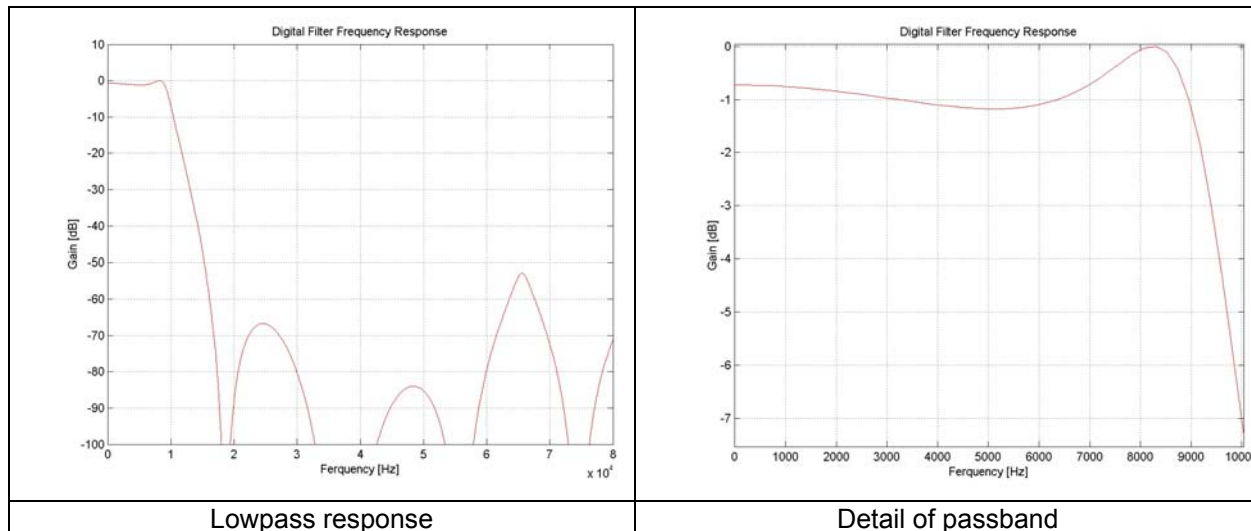 Digital Filter Frequency Response
10
0
-10
-20
-30
-40
-50
-60
-70
-80
-90
-100
Gain [dB]
0 1 2 3 4 5 6 7 8
x 10⁴
Ferquency [Hz]
Digital Filter Frequency Response
0
-1
-2
-3
-4
-5
-6
-7
Gain [dB]
0 1000 2000 3000 4000 5000 6000 7000 8000 9000 10000
Ferquency [Hz]
Lowpass response
Detail of passband